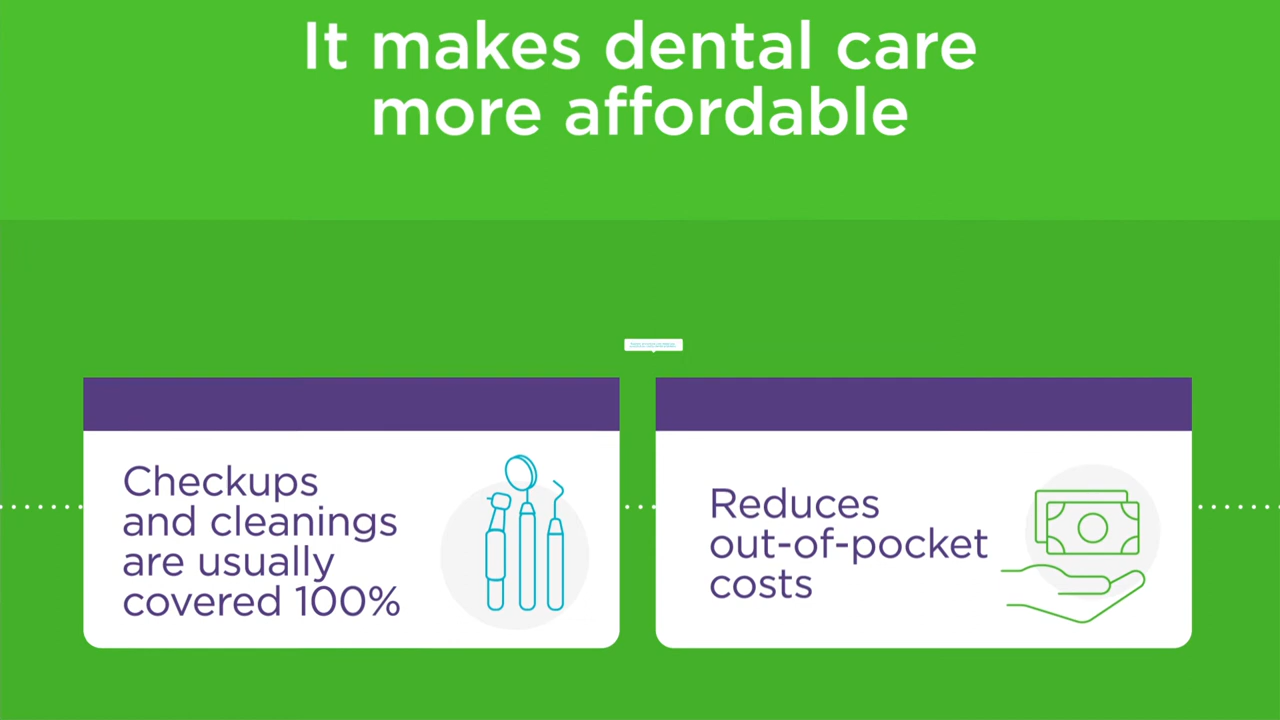 It makes dental care
more affordable
Checkups
and cleanings
are usually
covered 100%
Reduces
out-of-pocket
costs